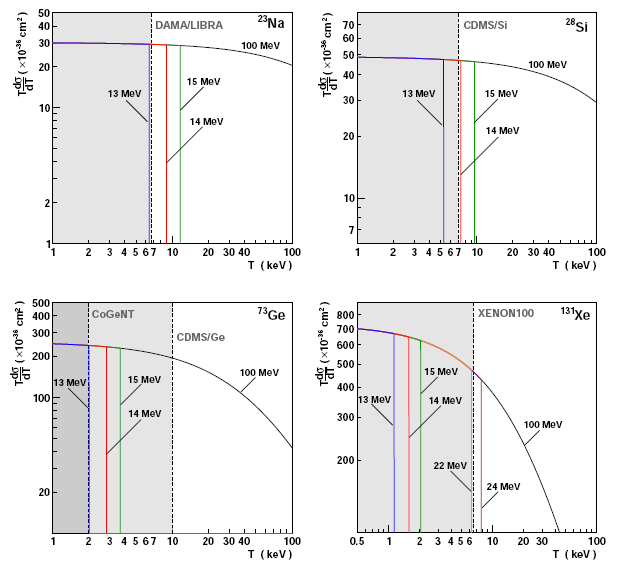 DAMA/LIBRA
²³Na
T dσ/dT (×10⁻³⁶ cm²)
50
40
30
20
10
2
1
100 MeV
13 MeV
15 MeV
14 MeV
1 2 3 4 5 6 7 10 20 30 40 100
T ( keV)
CDMS/Si
²⁸Si
T dσ/dT (×10⁻³⁶ cm²)
70
60
50
40
30
20
10
7
100 MeV
13 MeV
15 MeV
14 MeV
1 2 3 4 5 6 7 10 20 30 40 100
T ( keV)
CoGeNT
CDMS/Ge
⁷³Ge
T dσ/dT (×10⁻³⁶ cm²)
500
400
300
200
100
20
100 MeV
13 MeV
15 MeV
14 MeV
1 2 3 4 5 6 7 10 20 30 40 100
T ( keV)
XENON100
¹³¹Xe
T dσ/dT (×10⁻³⁶ cm²)
800
700
600
500
400
300
200
15 MeV
13 MeV
14 MeV
100 MeV
22 MeV
24 MeV
0.5 1 2 3 4 5 6 10 20 30 100
T ( keV)